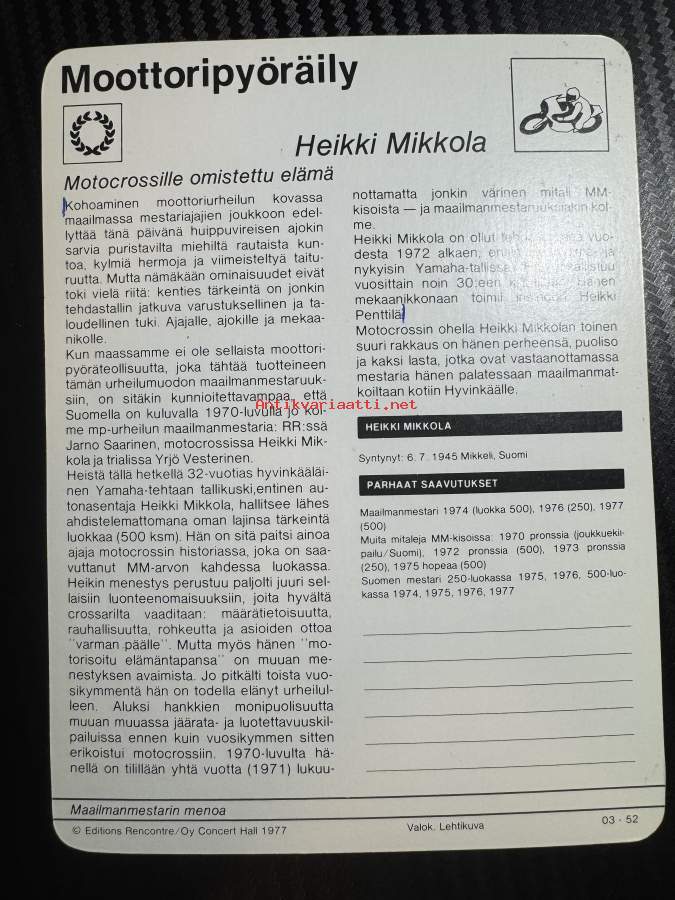 Moottoripyöräily
Heikki Mikkola
Motocrossille omistettu elämä
Kohoaminen moottoriurheilun kovassa
maailmassa mestariajajien joukkoon edel-
lyttää tänä päivänä huippuvireisen ajokin
sarvia puristavilta miehiltä rautaista kun-
toa, kylmiä hermoja ja viimeisteltyä taitu-
ruutta. Mutta nämäkään ominaisuudet eivät
toki vielä riitä: kenties tärkeintä on jonkin
tehdastallin jatkuva varustuksellinen ja ta-
loudellinen tuki. Ajajalle, ajokille ja mekaa-
nikolle.
Kun maassamme ei ole sellaista moottori-
pyöräteollisuutta, joka tähtää tuotteineen
tämän urheilumuodon maailmanmestaruuk-
siin, on sitäkin kunnioitettavampaa, että
Suomella on kuluvalla 1970-luvulla jo kol-
me mp-urheilun maailmanmestaria: RR:ssä
Jarno Saarinen, motocrossissa Heikki Mik-
kola ja trialissa Yrjö Vesterinen.
Heistä tällä hetkellä 32-vuotias hyvinkääläi-
nen Yamaha-tehtaan tallikuski,entinen au-
tonasentaja Heikki Mikkola, hallitsee lähes
ahdistelemattomana oman lajinsa tärkeintä
luokkaa (500 ksm). Hän on sitä paitsi ainoa
ajaja motocrossin historiassa, joka on saa-
vuttanut MM-arvon kahdessa luokassa.
Heikin menestys perustuu paljolti juuri sel-
laisiin luonteenomaisuuksiin, joita hyvältä
crossarilta vaaditaan: määrätietoisuutta,
rauhallisuutta, rohkeutta ja asioiden ottoa
"varman päälle". Mutta myös hänen "mo-
torisoitu elämäntapansa" on muuan me-
nestyksen avaimista. Jo pitkälti toista vuo-
sikymmentä hän on todella elänyt urheilul-
leen. Aluksi hankkien monipuolisuutta
muuan muuassa jäärata- ja luotettavuuskil-
pailuissa ennen kuin vuosikymmen sitten
erikoistui motocrossiin. 1970-luvulta hä-
nellä on tilillään yhtä vuotta (1971) lukuu-
nottamatta jonkin värinen mitali MM-
kisoista — ja maailmanmestaruuksiakin kol-
me.
Heikki Mikkola on ollut vuo-
desta 1972 alkaen, ja
nykyisin Yamaha-tallissa.
vuosittain noin 30:een Hänen
mekaanikkonaan toimii insinööri Heikki
Penttilä.
Motocrossin ohella Heikki Mikkolan toinen
suuri rakkaus on hänen perheensä, puoliso
ja kaksi lasta, jotka ovat vastaanottamassa
mestaria hänen palatessaan maailmanmat-
koiltaan kotiin Hyvinkäälle.
Antikvariaatti.net
HEIKKI MIKKOLA
Syntynyt: 6.7.1945 Mikkeli, Suomi
PARHAAT SAAVUTUKSET
Maailmanmestari 1974 (luokka 500), 1976 (250), 1977
(500)
Muita mitaleja MM-kisoissa: 1970 pronssia (joukkuekil-
pailu/Suomi), 1972 pronssia (500), 1973 pronssia
(250), 1975 hopeaa (500)
Suomen mestari 250-luokassa 1975, 1976, 500-luo-
kassa 1974, 1975, 1976, 1977
Maailmanmestarin menoa
© Editions Rencontre/Oy Concert Hall 1977
Valok. Lehtikuva
03 - 52